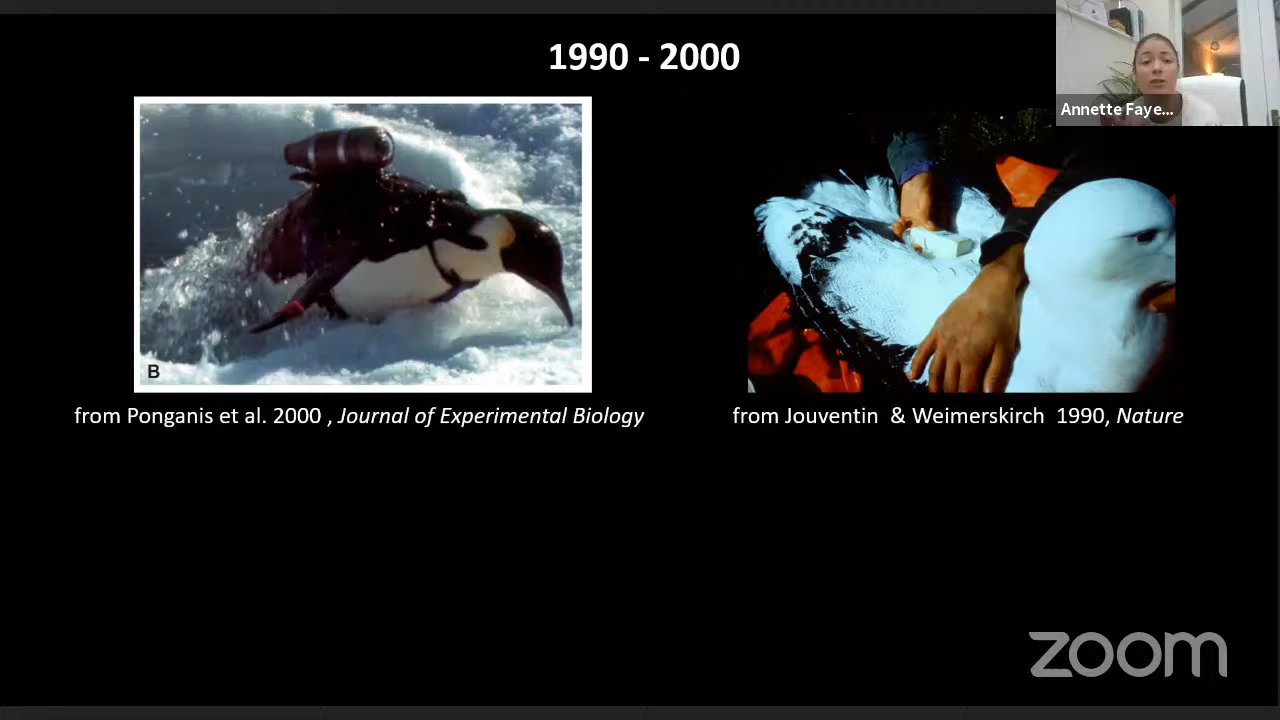 1990 - 2000
Annette Faye...
B
from Ponganis et al. 2000 , Journal of Experimental Biology
from Jouventin & Weimerskirch 1990, Nature
zoom